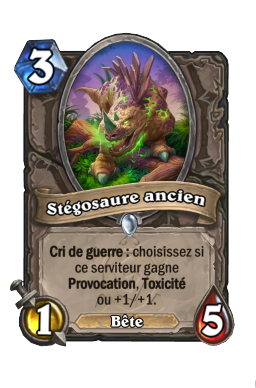 3
Stégosaure ancien
Cri de guerre : choisissez si
ce serviteur gagne
Provocation, Toxicité
ou +1/+1.
1
Bête
5